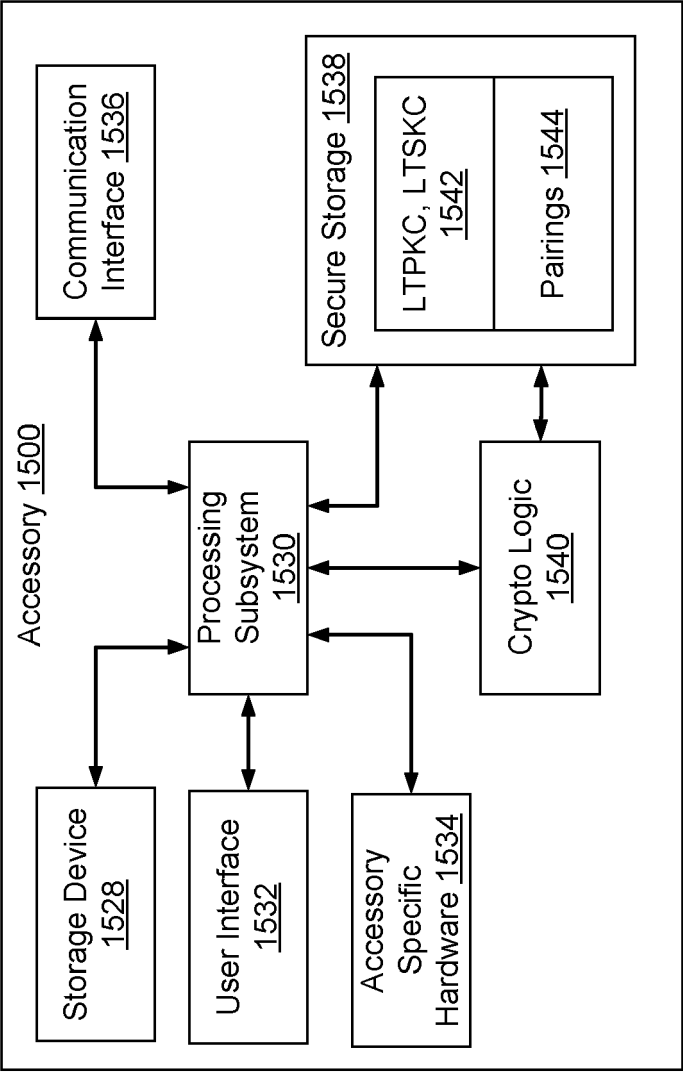 Accessory 1500
Storage Device
1528
Communication
Interface 1536
User Interface
1532
Processing
Subsystem
1530
Accessory
Specific
Hardware 1534
Secure Storage 1538
LTPKC, LTSKC
1542
Pairings 1544
Crypto Logic
1540